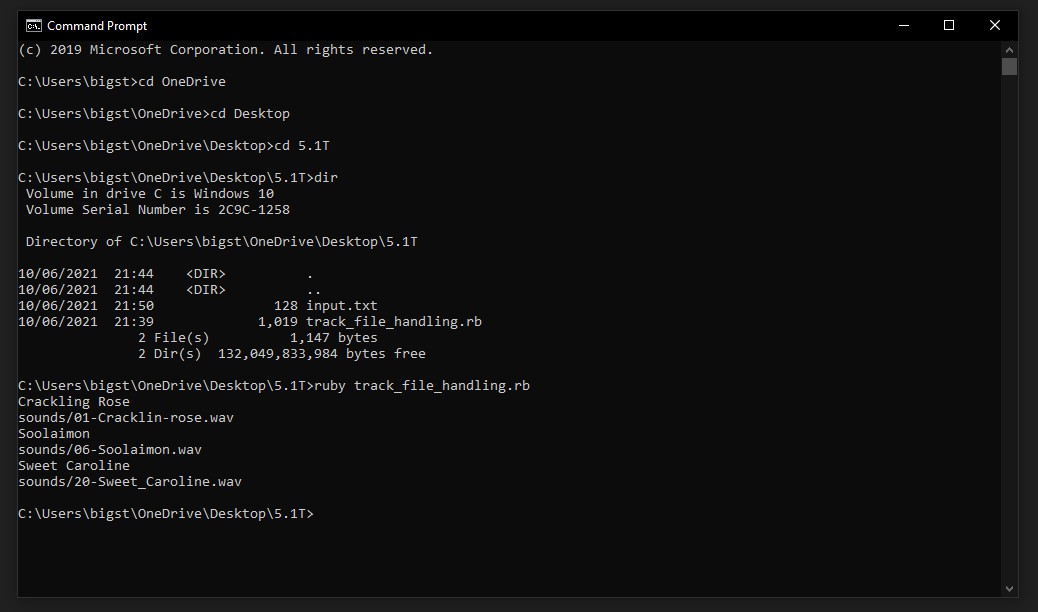 Command Prompt
(c) 2019 Microsoft Corporation. All rights reserved.
C:\Users\bigst>cd OneDrive
C:\Users\bigst\OneDrive>cd Desktop
C:\Users\bigst\OneDrive\Desktop>cd 5.1T
C:\Users\bigst\OneDrive\Desktop\5.1T>dir
 Volume in drive C is Windows 10
 Volume Serial Number is 2C9C-1258
 Directory of C:\Users\bigst\OneDrive\Desktop\5.1T
10/06/2021  21:44    <DIR>          .
10/06/2021  21:44    <DIR>          ..
10/06/2021  21:50               128 input.txt
10/06/2021  21:39             1,019 track_file_handling.rb
               2 File(s)          1,147 bytes
               2 Dir(s)  132,049,833,984 bytes free
C:\Users\bigst\OneDrive\Desktop\5.1T>ruby track_file_handling.rb
Crackling Rose
sounds/01-Cracklin-rose.wav
Soolaimon
sounds/06-Soolaimon.wav
Sweet Caroline
sounds/20-Sweet_Caroline.wav
C:\Users\bigst\OneDrive\Desktop\5.1T>